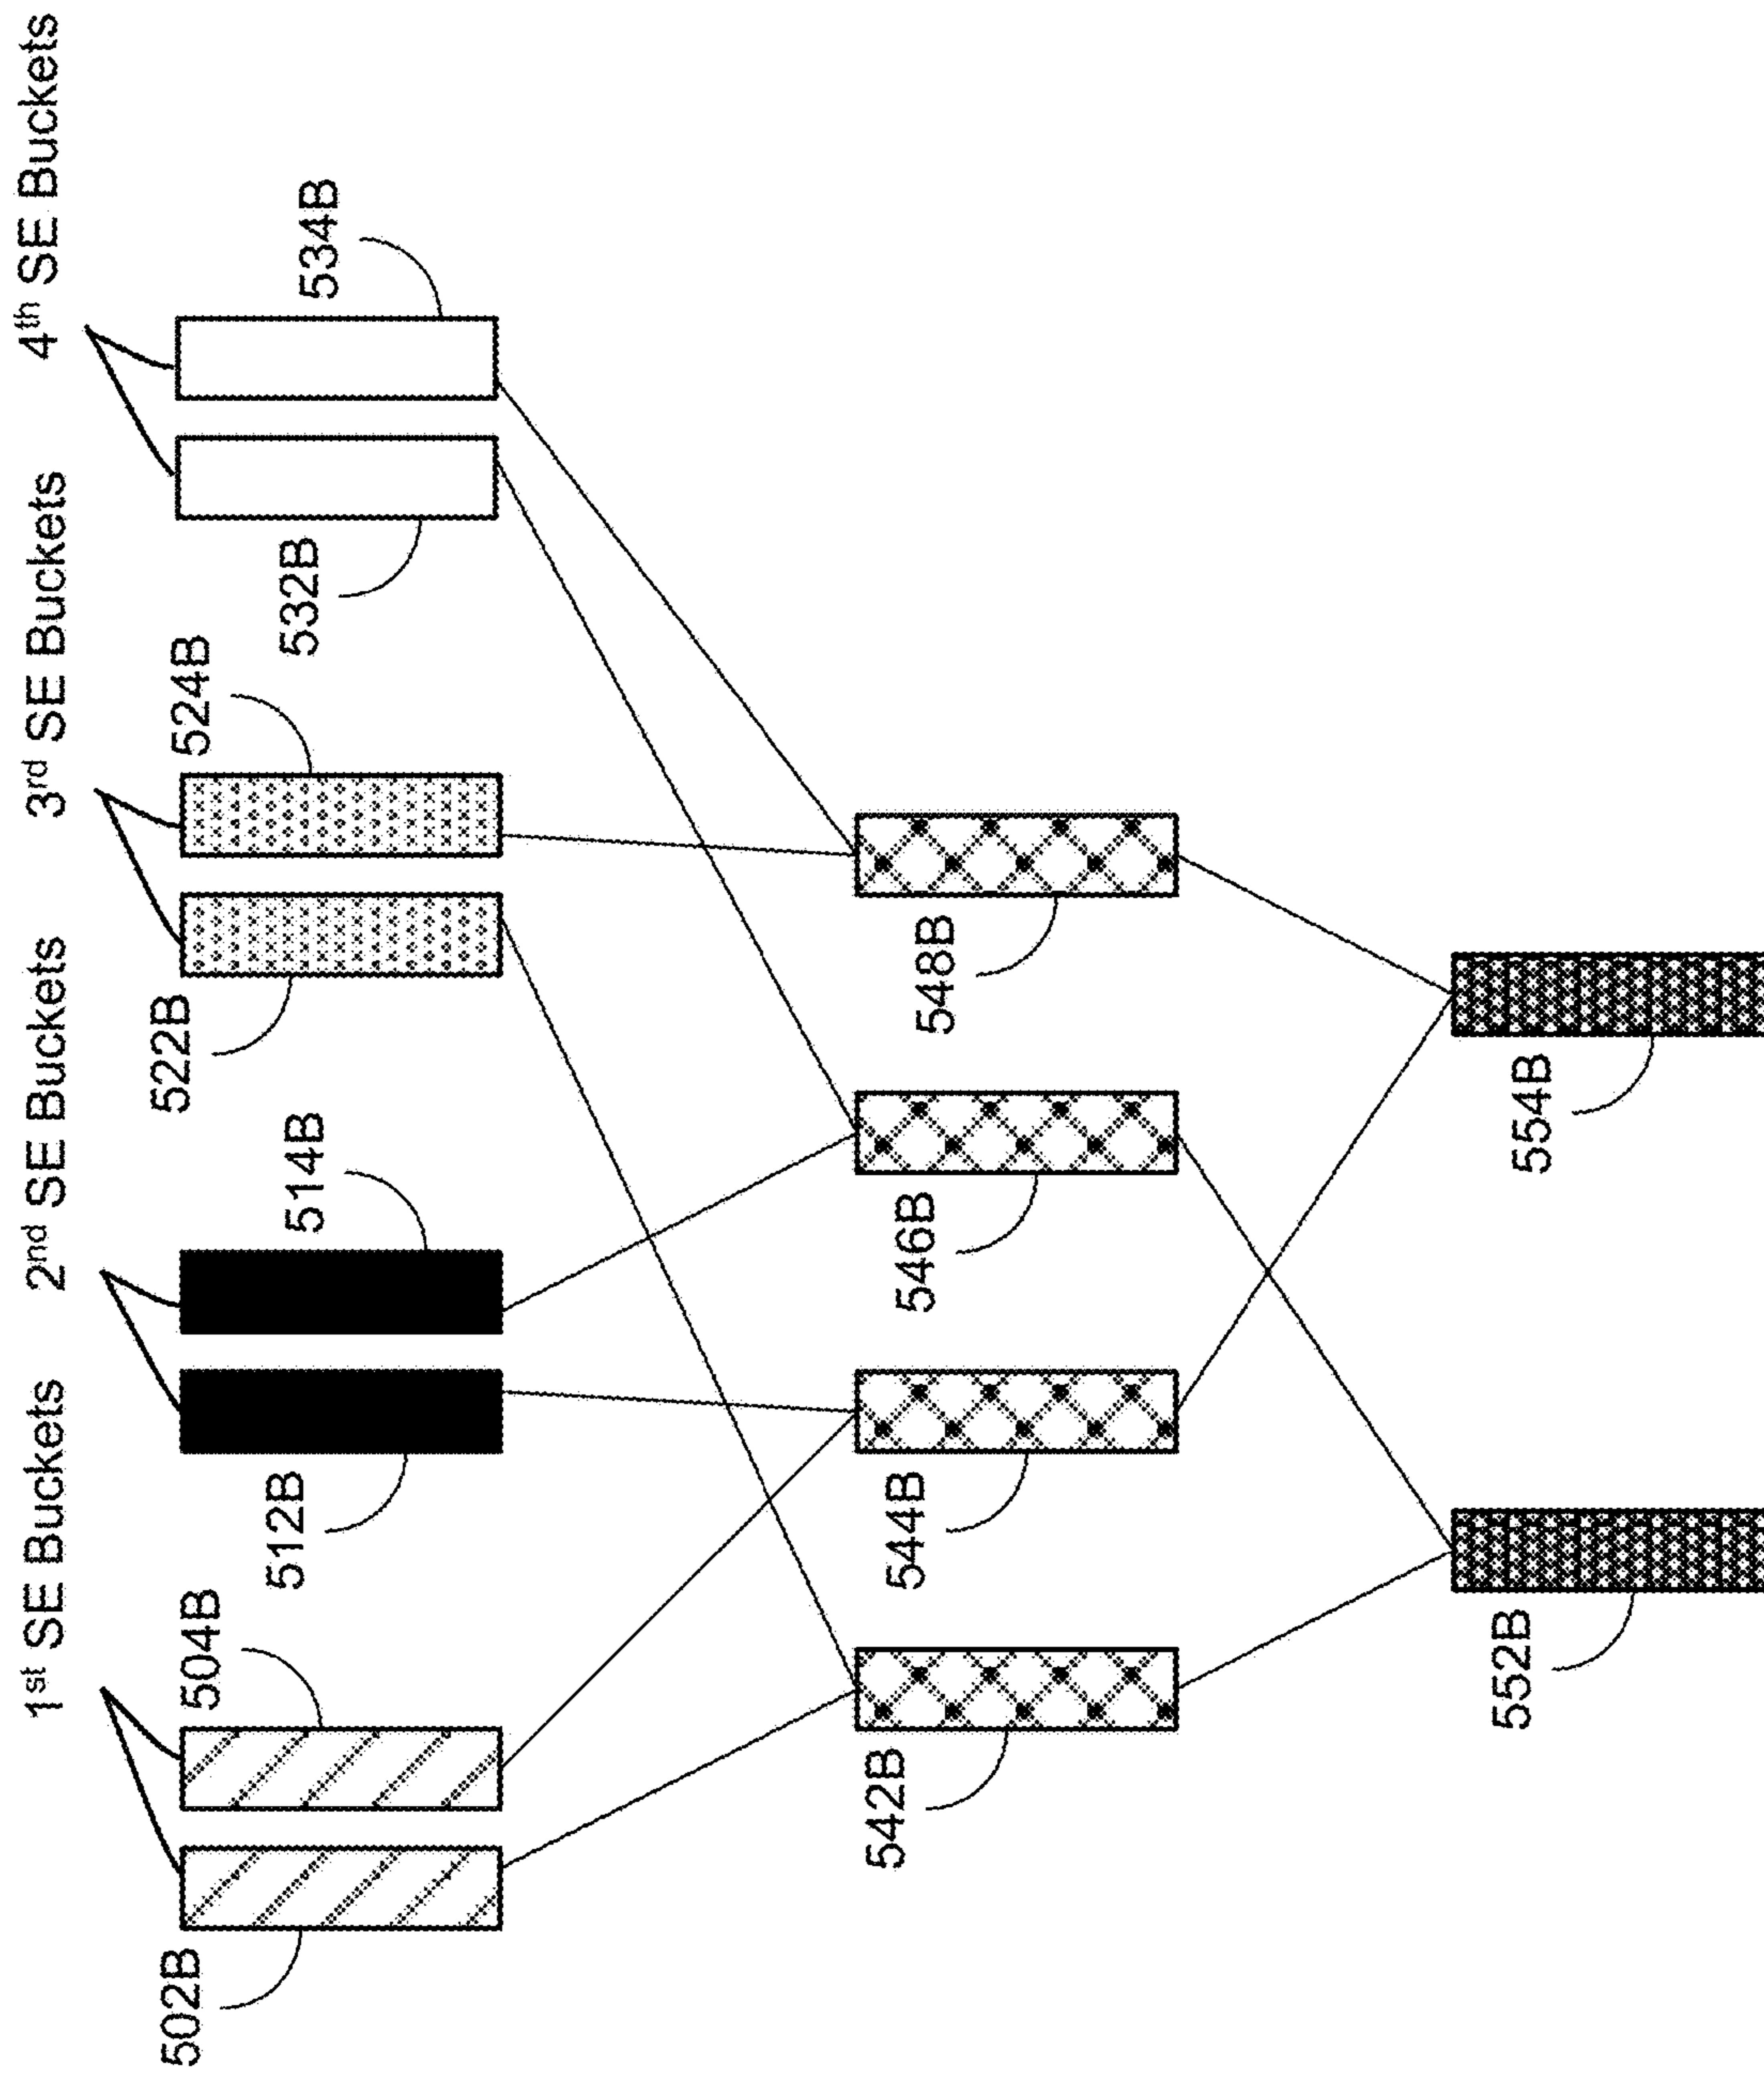 1st SE Buckets
2nd SE Buckets
3rd SE Buckets
4th SE Buckets
502B
504B
512B
514B
522B
524B
532B
534B
542B
544B
546B
548B
552B
554B